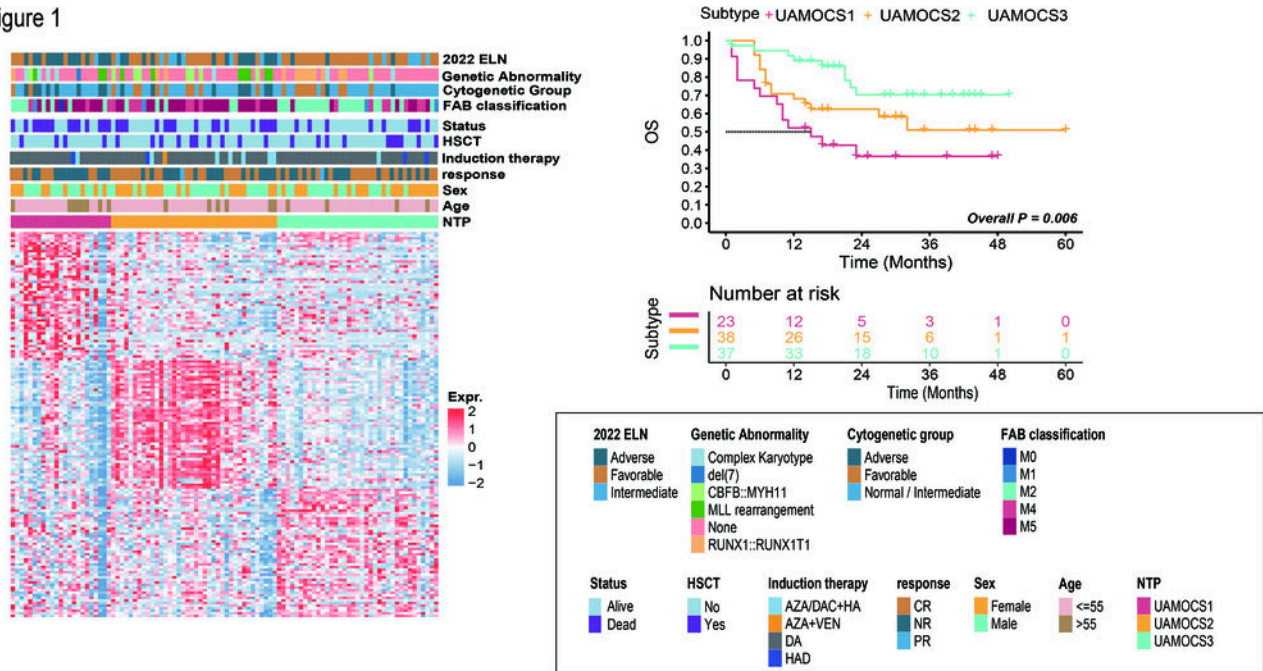 igure 1
2022 ELN
Genetic Abnormality
Cytogenetic Group
FAB classification
Status
HSCT
Induction therapy
response
Sex
Age
NTP
Expr.
2
1
0
−1
−2
Subtype UAMOCS1 UAMOCS2 UAMOCS3
OS
1.0
0.9
0.8
0.7
0.6
0.5
0.4
0.3
0.2
0.1
0.0
Overall P = 0.006
0 12 24 36 48 60
Time (Months)
Number at risk
Subtype
23 12 5 3 1 0
38 26 15 6 1 1
37 33 18 10 1 0
0 12 24 36 48 60
Time (Months)
2022 ELN
Adverse
Favorable
Intermediate
Genetic Abnormality
Complex Karyotype
del(7)
CBFB::MYH11
MLL rearrangement
None
RUNX1::RUNX1T1
Cytogenetic group
Adverse
Favorable
Normal / Intermediate
FAB classification
M0
M1
M2
M4
M5
Status
Alive
Dead
HSCT
No
Yes
Induction therapy
AZA/DAC+HA
AZA+VEN
DA
HAD
response
CR
NR
PR
Sex
Female
Male
Age
<=55
>55
NTP
UAMOCS1
UAMOCS2
UAMOCS3